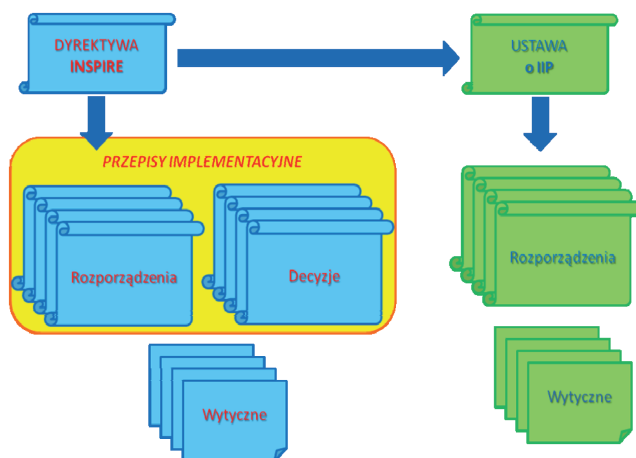 DYREKTYWA
INSPIRE
USTAWA
o IIP
PRZEPISY IMPLEMENTACYJNE
Rozporządzenia
Decyzje
Rozporządzenia
Wytyczne
Wytyczne